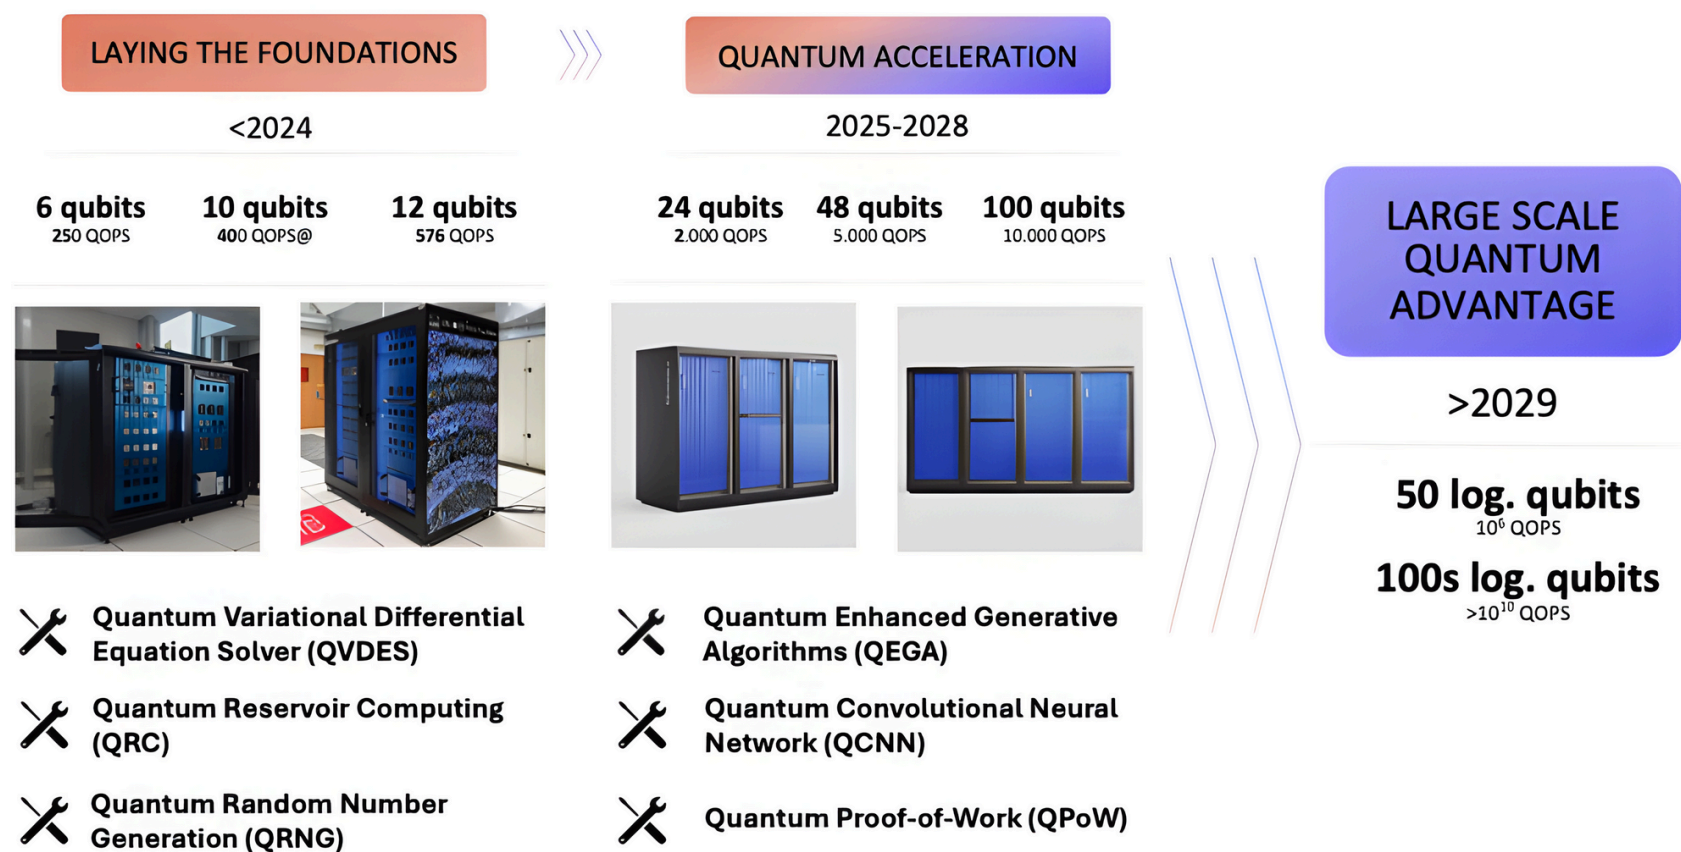 LAYING THE FOUNDATIONS
<2024
6 qubits
250 QOPS
10 qubits
400 QOPS@
12 qubits
576 QOPS
Quantum Variational Differential
Equation Solver (QVDES)
Quantum Reservoir Computing
(QRC)
Quantum Random Number
Generation (QRNG)
QUANTUM ACCELERATION
2025-2028
24 qubits
2.000 QOPS
48 qubits
5.000 QOPS
100 qubits
10.000 QOPS
Quantum Enhanced Generative
Algorithms (QEGA)
Quantum Convolutional Neural
Network (QCNN)
Quantum Proof-of-Work (QPoW)
LARGE SCALE
QUANTUM
ADVANTAGE
>2029
50 log. qubits
10⁶ QOPS
100s log. qubits
>10¹⁰ QOPS